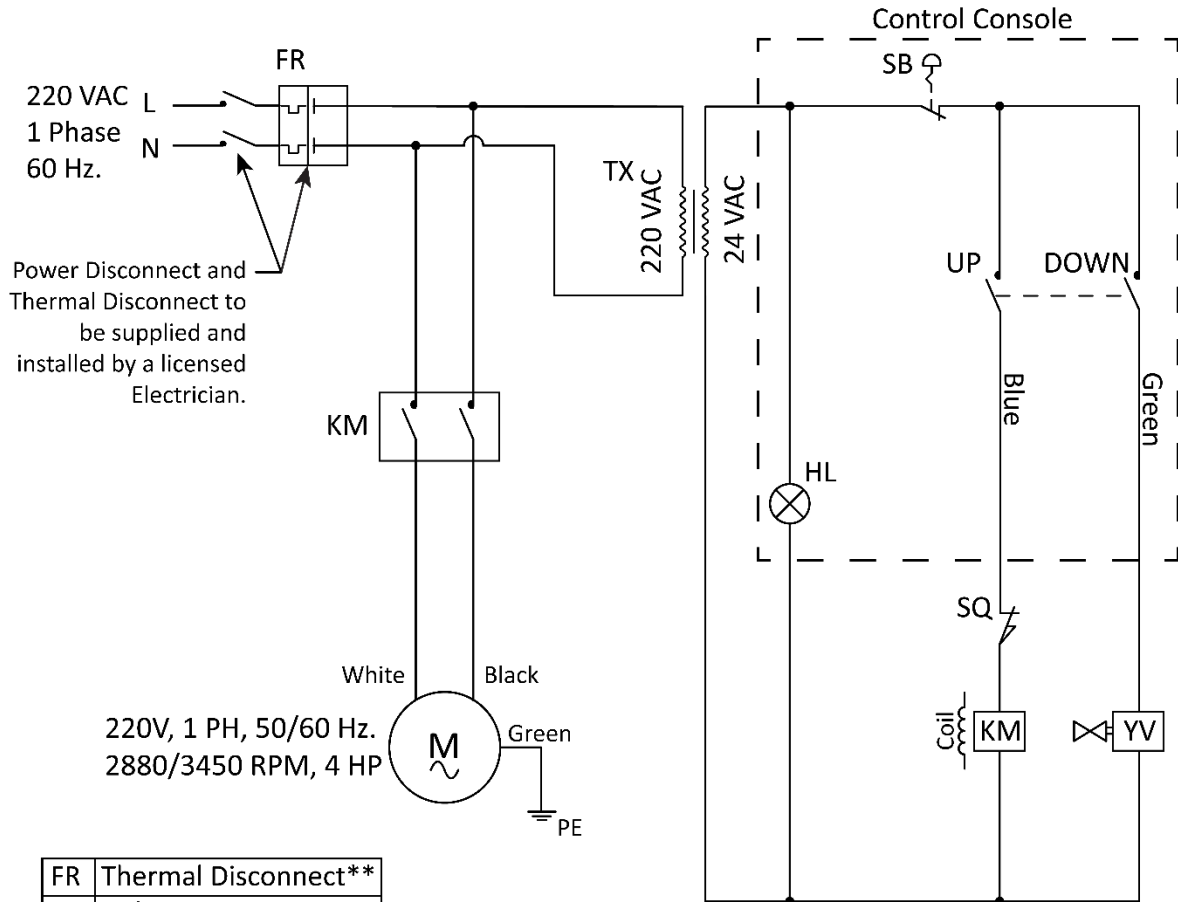 Control Console
FR
SB
220 VAC L
1 Phase
N
60 Hz.
TX
220 VAC
24 VAC
Power Disconnect and
Thermal Disconnect to
be supplied and
installed by a licensed
Electrician.
UP
DOWN
Blue
Green
KM
HL
SQ
White
Black
220V, 1 PH, 50/60 Hz.
2880/3450 RPM, 4 HP
M
Green
PE
Coil
KM
YV
FR Thermal Disconnect**